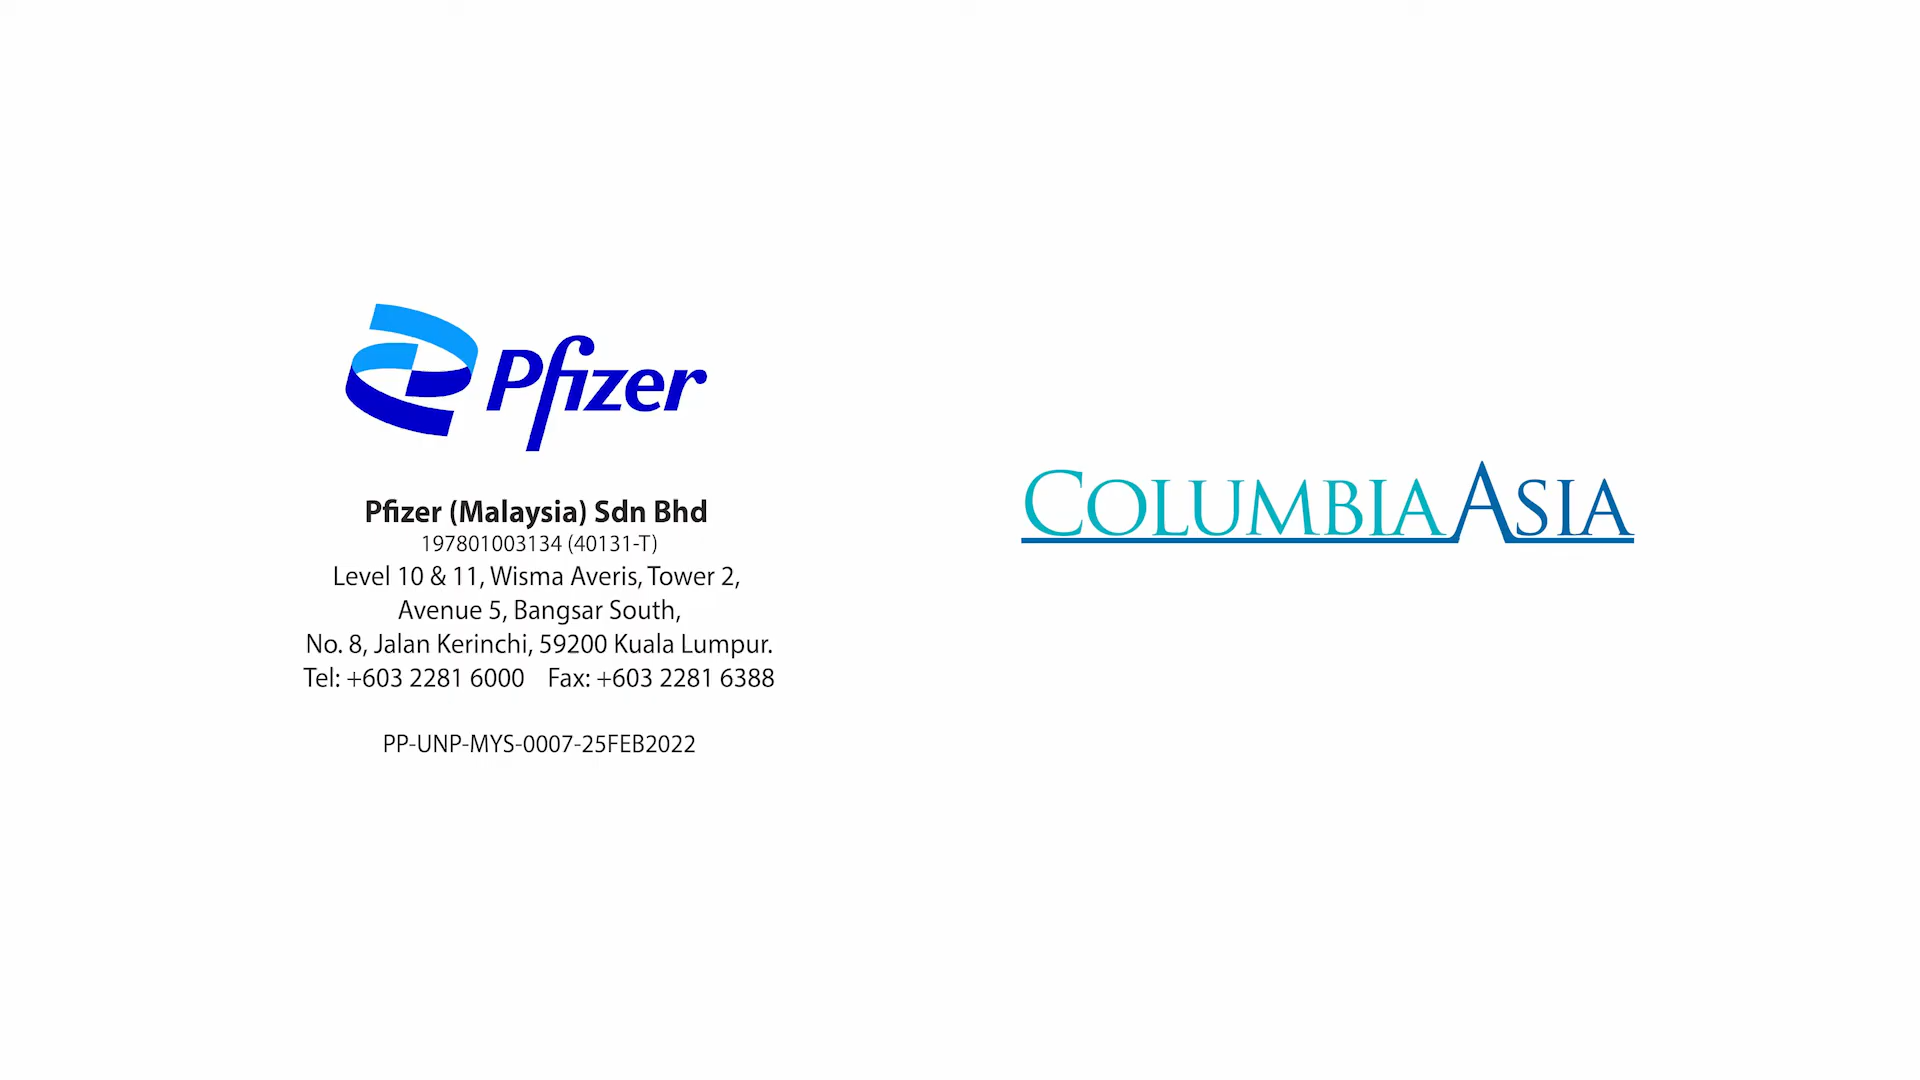 Pfizer
Pfizer (Malaysia) Sdn Bhd
197801003134 (40131-T)
Level 10 & 11, Wisma Averis, Tower 2,
Avenue 5, Bangsar South,
No. 8, Jalan Kerinchi, 59200 Kuala Lumpur.
Tel: +603 2281 6000 Fax: +603 2281 6388
PP-UNP-MYS-0007-25FEB2022
COLUMBIAASIA